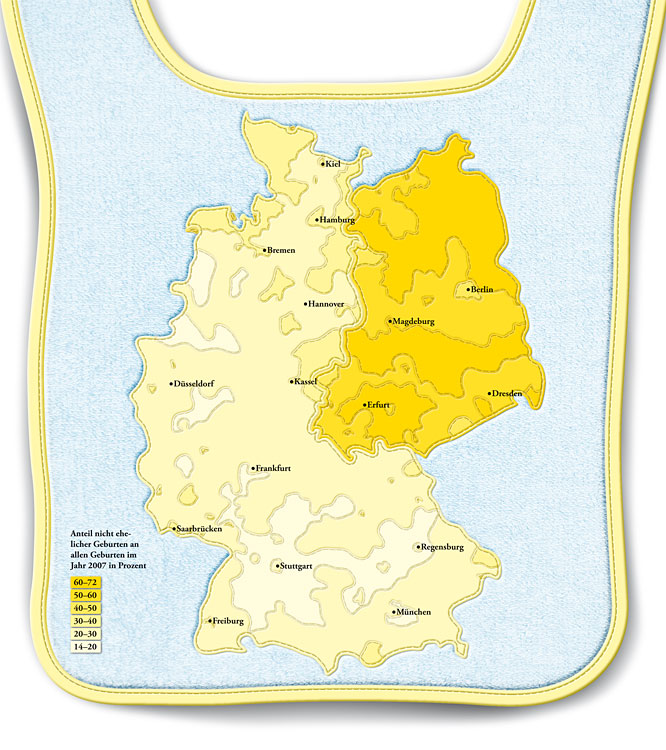 Kiel
Hamburg
Bremen
Berlin
Hannover
Magdeburg
Kassel
Düsseldorf
Dresden
Erfurt
Frankfurt
Saarbrücken
Anteil nicht ehe-
licher Geburten an
allen Geburten im
Jahr 2007 in Prozent
Regensburg
Stuttgart
60–72
50–60
40–50
30–40
20–30
14–20
München
Freiburg